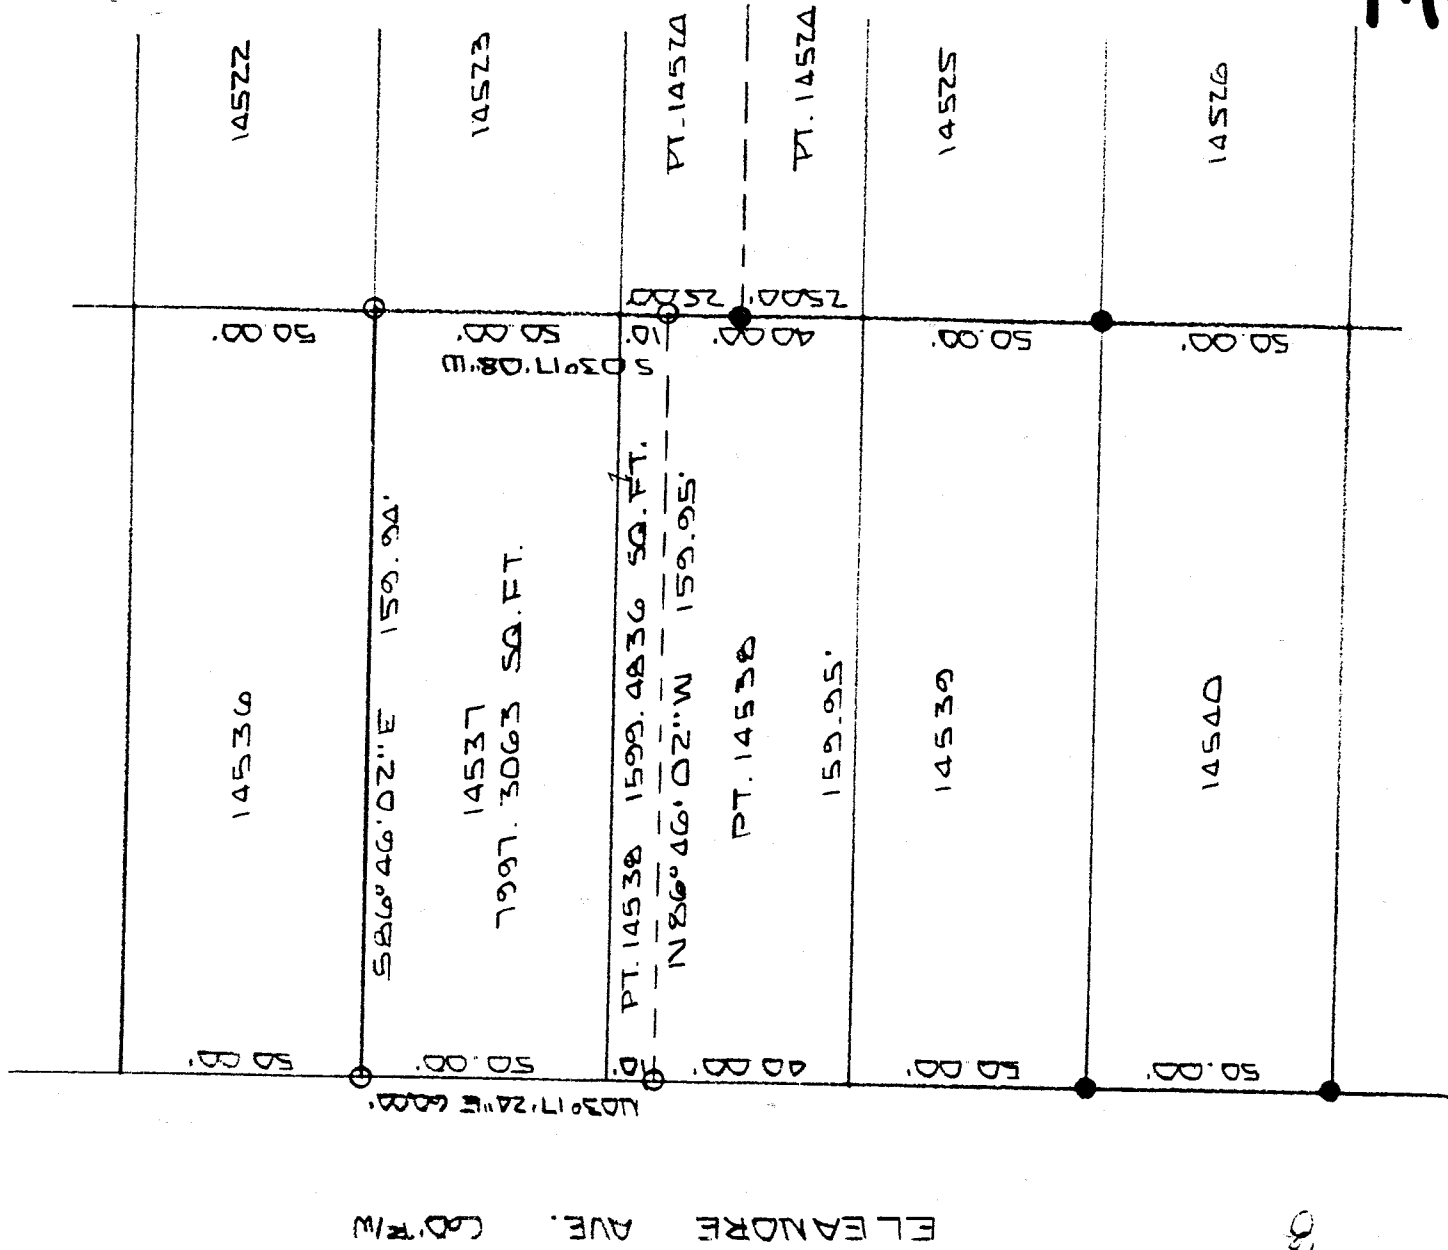 14522
14523
PT. 14524
PT. 14524
14525
14526
25.00'
25.00'
50.00'
50.00'
10.'
40.00'
50.00'
50.00'
S 03°17'08"W
14536
S86°46'02"E 159.94'
14537
7997.3063 SQ.FT.
PT. 14538 1599.4836 SQ.FT.
N86°46'02"W 159.95'
PT. 14538
159.95'
14539
14540
50.00'
50.00'
10.'
40.00'
50.00'
50.00'
N03°17'24"E 60.00'
ELEANORE AVE. 60' R/W